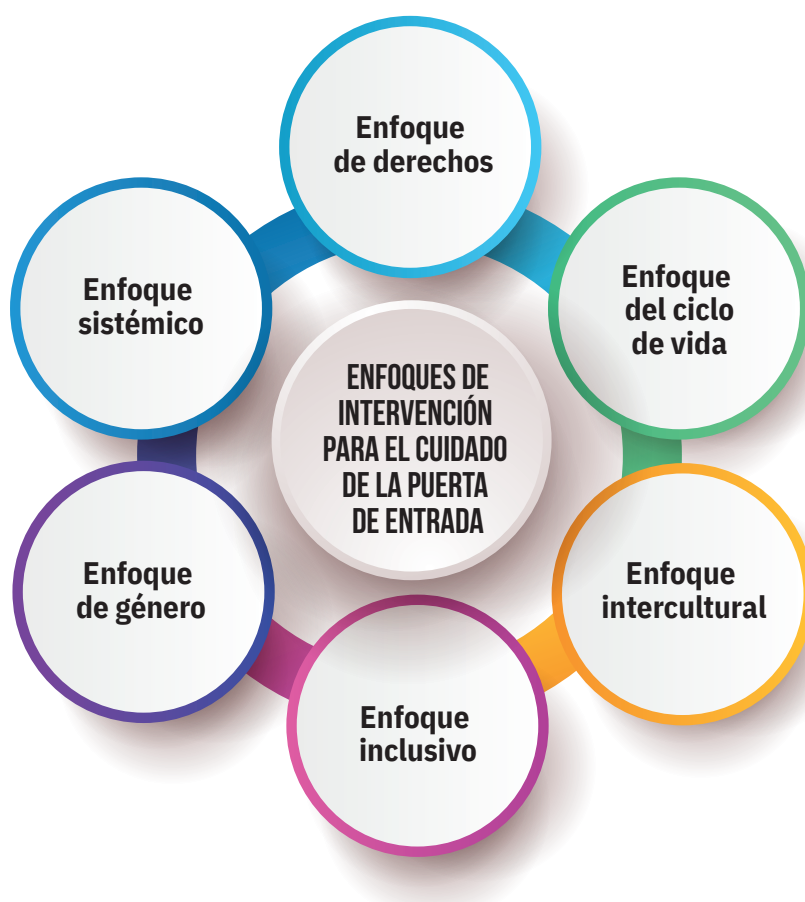 Enfoque
de derechos
Enfoque
del ciclo
de vida
Enfoque
intercultural
Enfoque
inclusivo
Enfoque
de género
Enfoque
sistémico
ENFOQUES DE
INTERVENCIÓN
PARA EL CUIDADO
DE LA PUERTA
DE ENTRADA